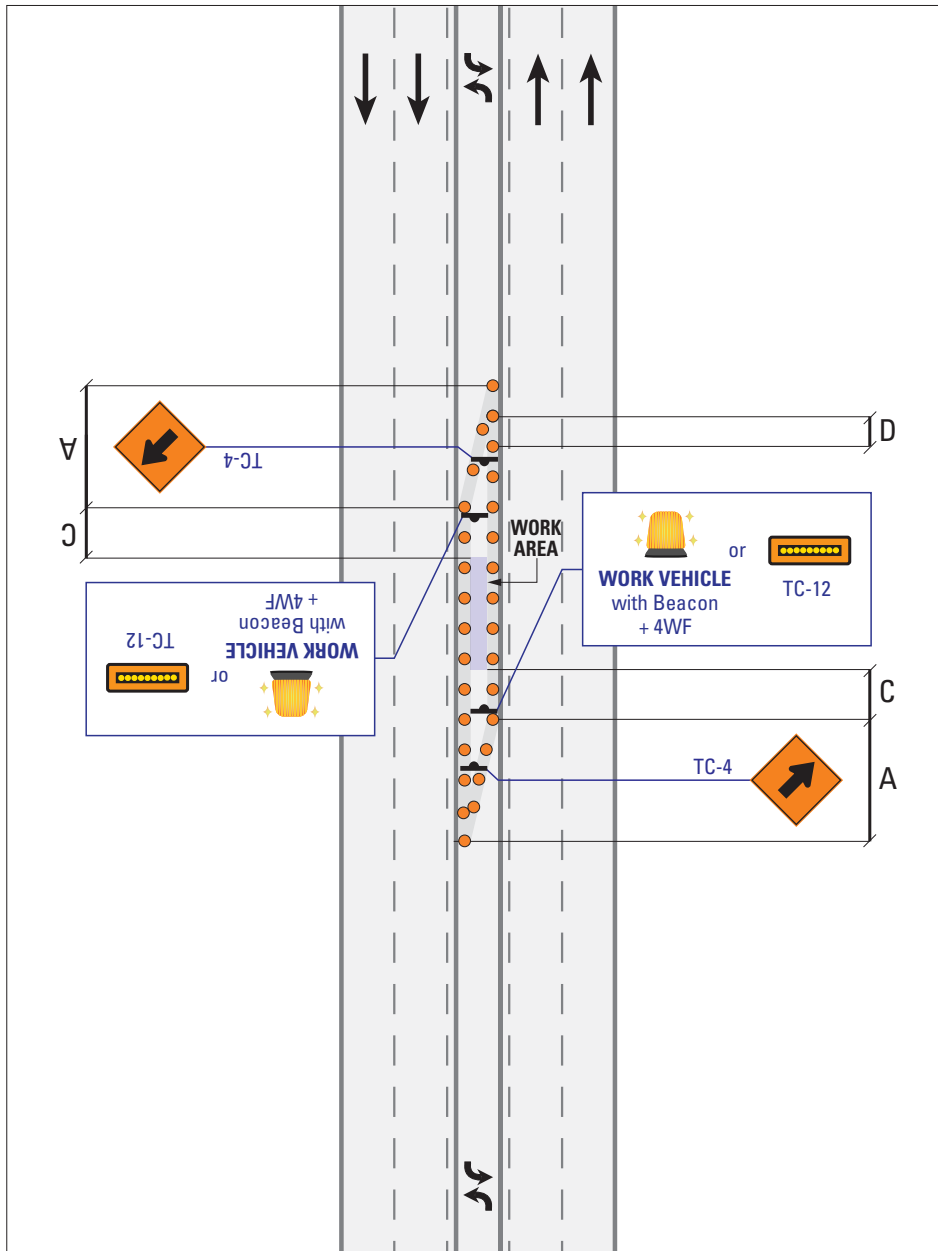 D
A
TC-4
C
WORK
AREA
WORK VEHICLE
with Beacon
+ 4WF
or
TC-12
WORK VEHICLE
with Beacon
+ 4WF
or
TC-12
C
TC-4
A